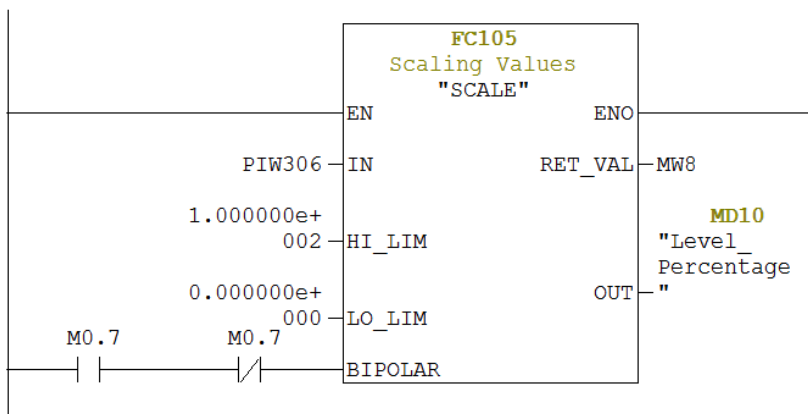 FC105
Scaling Values
"SCALE"
EN
ENO
PIW306
IN
RET_VAL
MW8
1.000000e+
002
HI_LIM
MD10
"Level_
Percentage
"
OUT
0.000000e+
000
LO_LIM
M0.7
M0.7
BIPOLAR